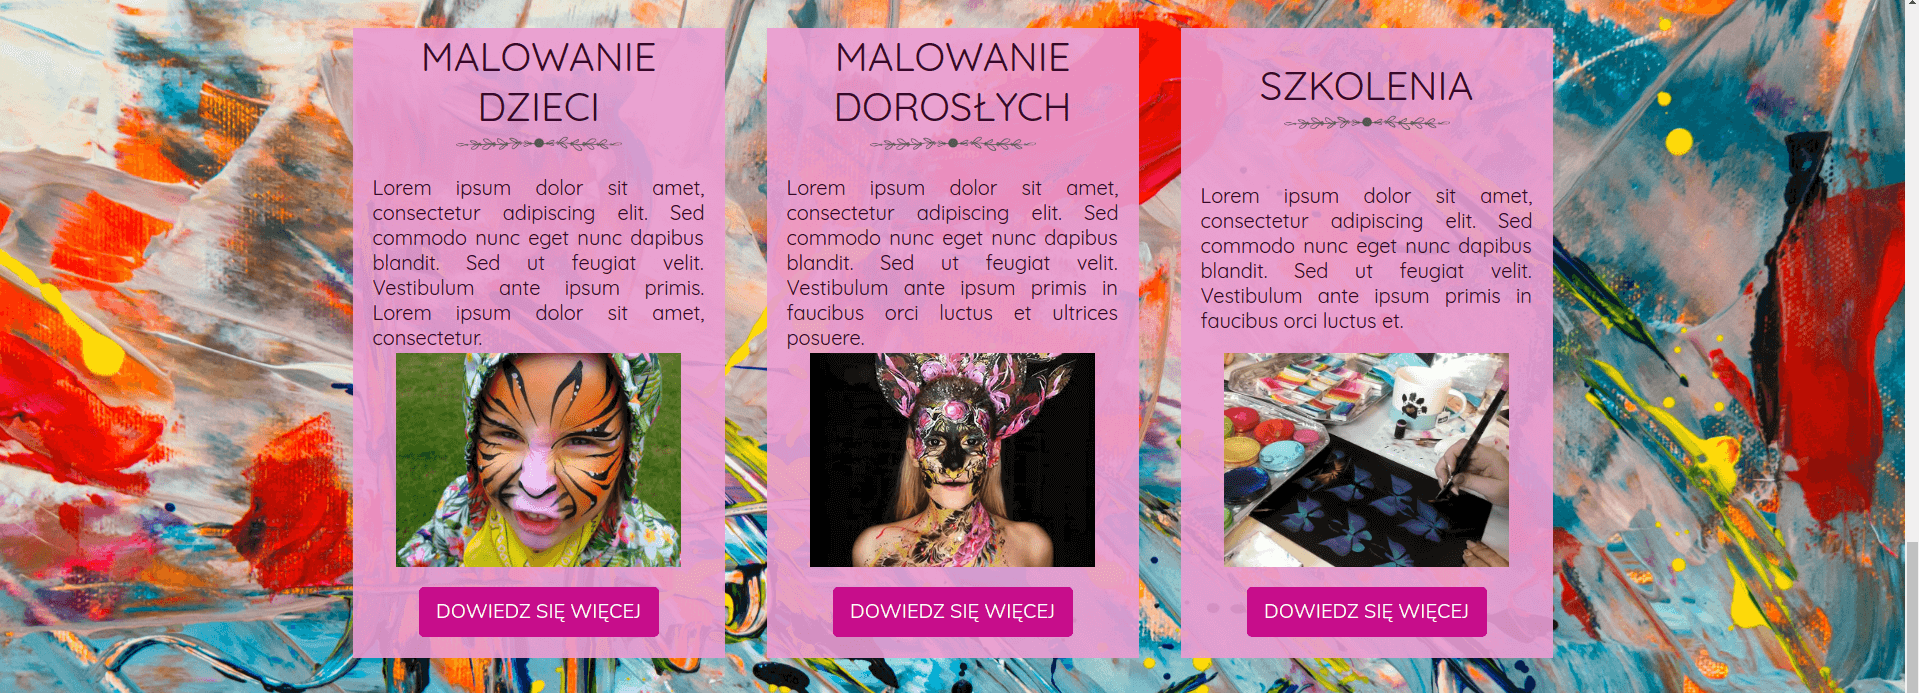 MALOWANIE
DZIECI
Lorem ipsum dolor sit amet,
consectetur adipiscing elit. Sed
commodo nunc eget nunc dapibus
blandit. Sed ut feugiat velit.
Vestibulum ante ipsum primis.
Lorem ipsum dolor sit amet,
consectetur.
DOWIEDZ SIĘ WIĘCEJ
MALOWANIE
DOROSŁYCH
Lorem ipsum dolor sit amet,
consectetur adipiscing elit. Sed
commodo nunc eget nunc dapibus
blandit. Sed ut feugiat velit.
Vestibulum ante ipsum primis in
faucibus orci luctus et ultrices
posuere.
DOWIEDZ SIĘ WIĘCEJ
SZKOLENIA
Lorem ipsum dolor sit amet,
consectetur adipiscing elit. Sed
commodo nunc eget nunc dapibus
blandit. Sed ut feugiat velit.
Vestibulum ante ipsum primis in
faucibus orci luctus et.
DOWIEDZ SIĘ WIĘCEJ